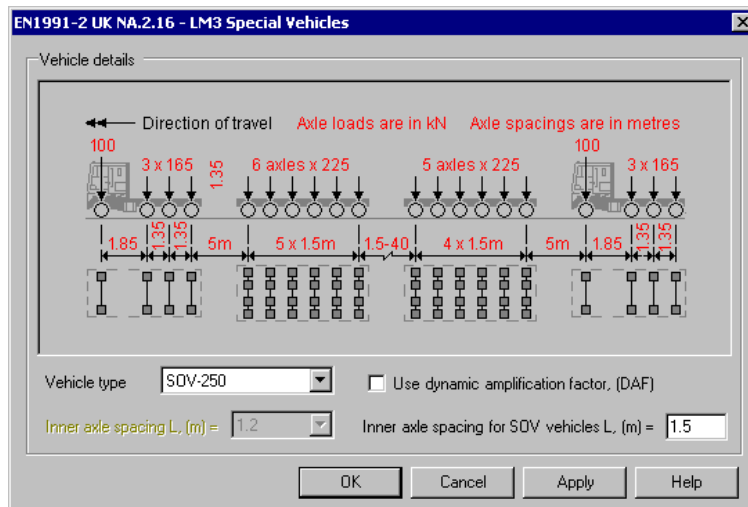 EN1991-2 UK NA.2.16 - LM3 Special Vehicles
Vehicle details
Direction of travel Axle loads are in kN Axle spacings are in metres
100 100
3 x 165 1.35 6 axles x 225 5 axles x 225 3 x 165
1.85 1.35 1.35 5m 5 x 1.5m 1.5-40 4 x 1.5m 5m 1.85 1.35 1.35
Vehicle type SOV-250 Use dynamic amplification factor, (DAF)
Inner axle spacing L, (m) = 1.2 Inner axle spacing for SOV vehicles L, (m) = 1.5
OK Cancel Apply Help